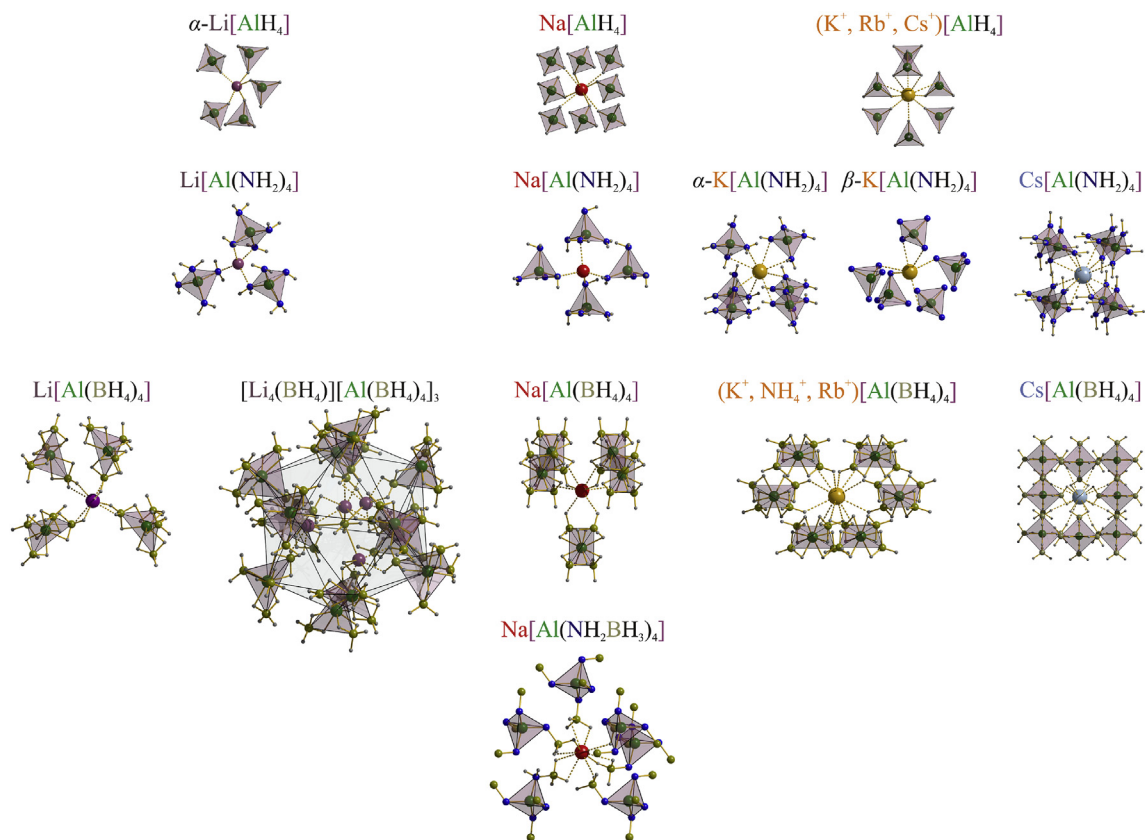 α-Li[AlH₄]
Na[AlH₄]
(K⁺, Rb⁺, Cs⁺)[AlH₄]
Li[Al(NH₂)₄]
Na[Al(NH₂)₄]
α-K[Al(NH₂)₄]
β-K[Al(NH₂)₄]
Cs[Al(NH₂)₄]
Li[Al(BH₄)₄]
[Li₄(BH₄)][Al(BH₄)₄]₃
Na[Al(BH₄)₄]
(K⁺, NH₄⁺, Rb⁺)[Al(BH₄)₄]
Cs[Al(BH₄)₄]
Na[Al(NH₂BH₃)₄]